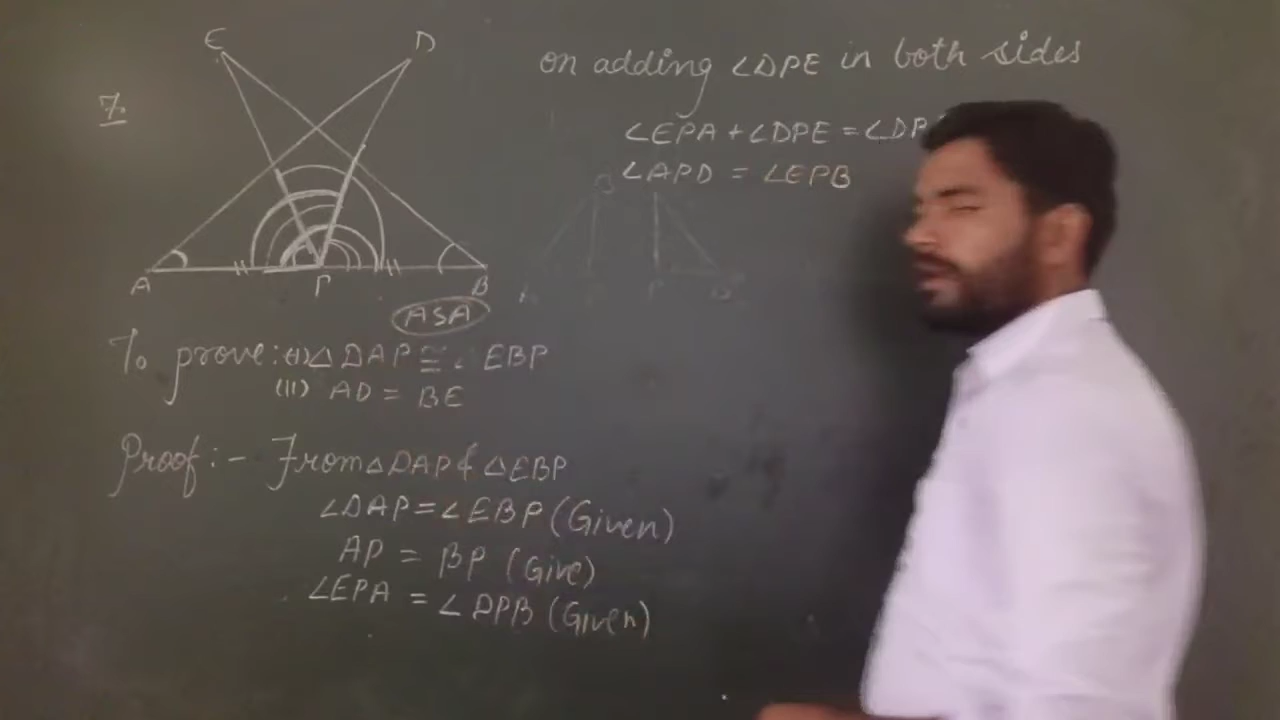 7.
E
D
A
P
B
ASA
To prove:(i)△DAP≅ EBP
(ii) AD = BE
Proof:- From△DAP & △EBP
∠DAP=∠EBP(Given)
AP = BP (Give)
∠EPA = ∠DPB (Given)
on adding ∠DPE in both sides
∠EPA+∠DPE=∠DP
∠APD = ∠EPB